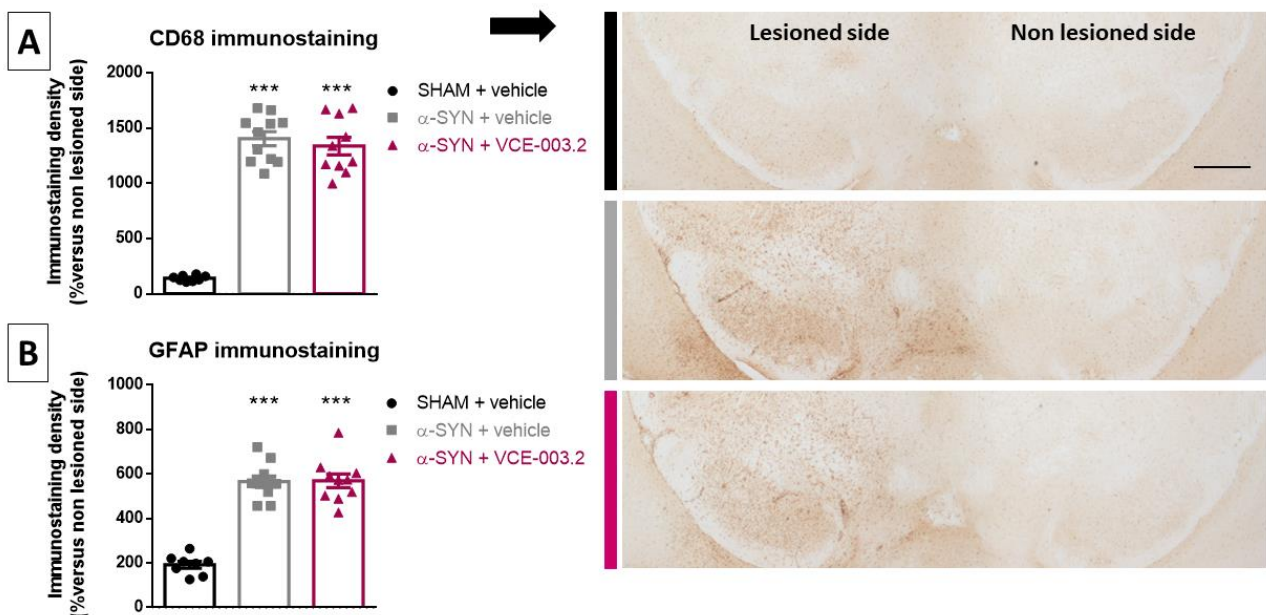 A
CD68 immunostaining
Immunostaining density
(%versus non lesioned side)
2000
1500
1000
500
0
***
***
SHAM + vehicle
α-SYN + vehicle
α-SYN + VCE-003.2
Lesioned side
Non lesioned side
B
GFAP immunostaining
Immunostaining density
(%versus non lesioned side)
1000
800
600
400
200
0
***
***
SHAM + vehicle
α-SYN + vehicle
α-SYN + VCE-003.2